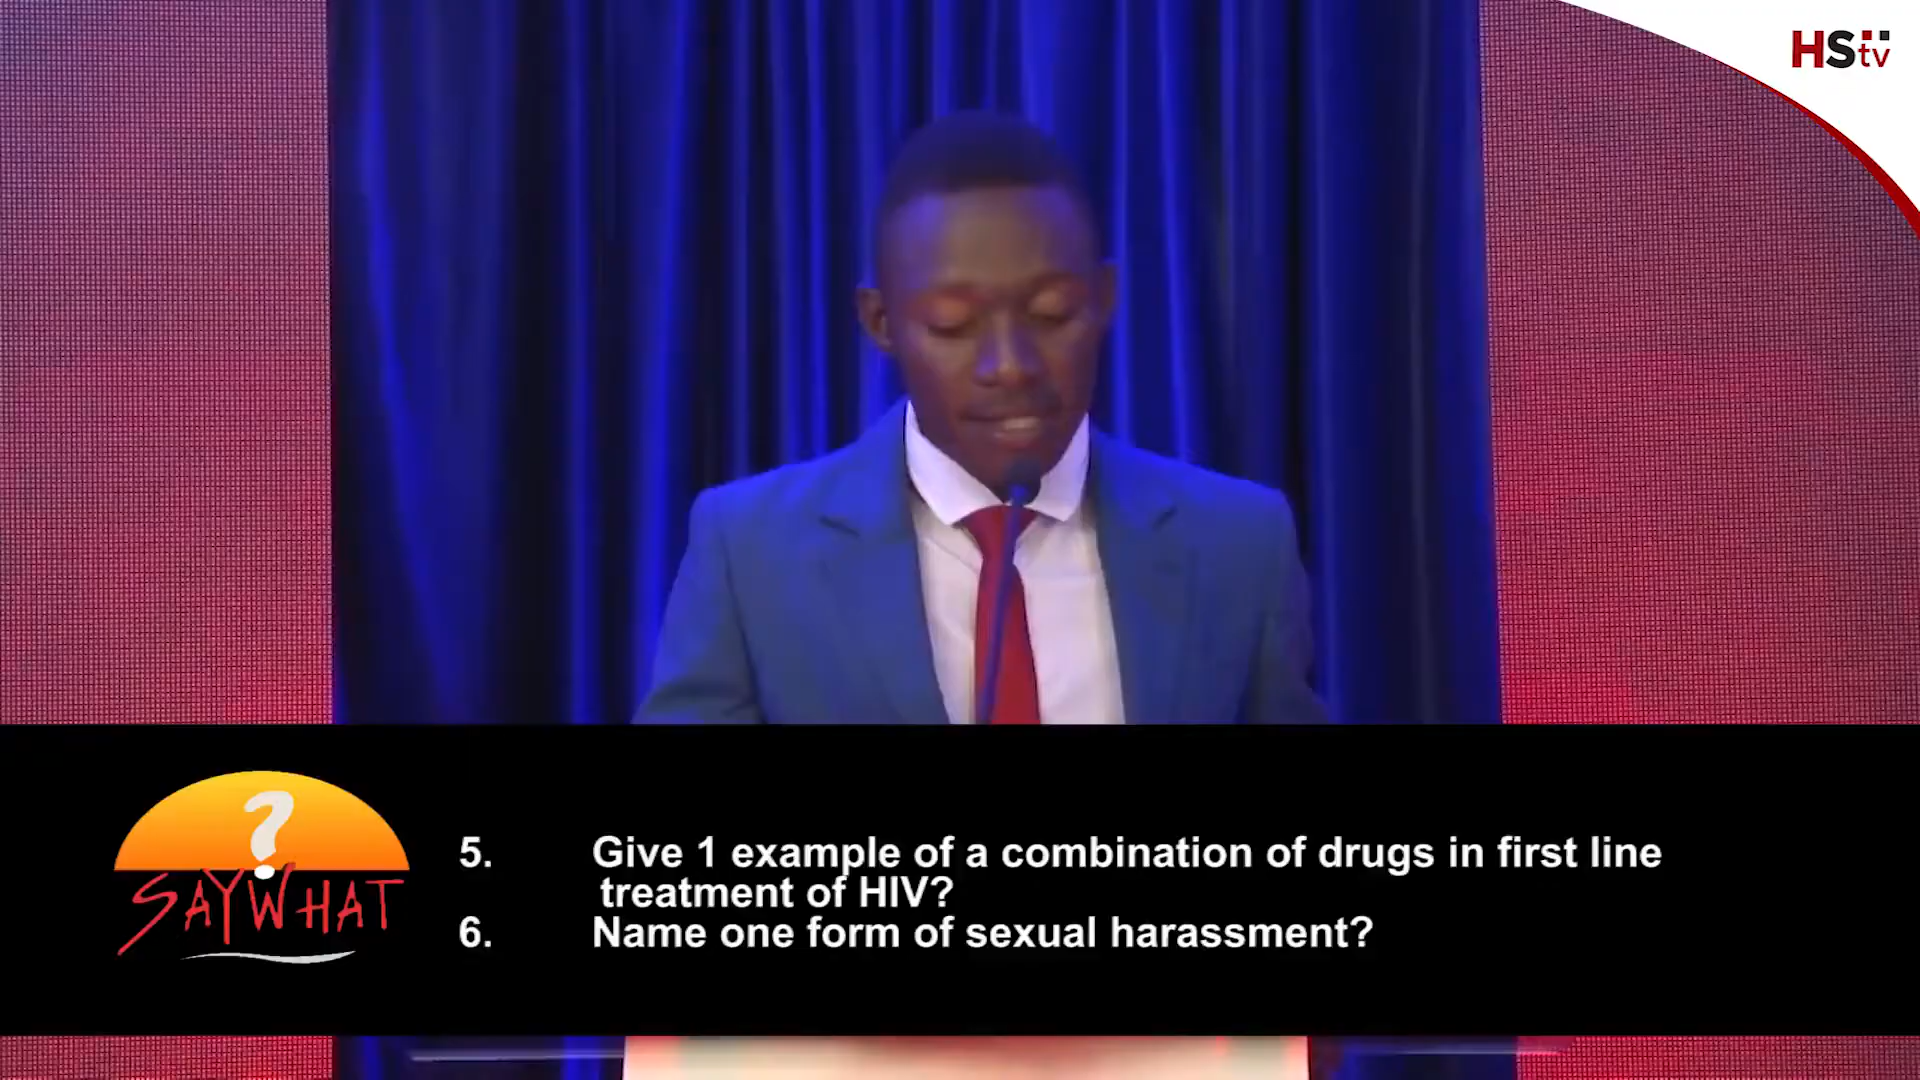 HStv
?
SAYWHAT
5. Give 1 example of a combination of drugs in first line
treatment of HIV?
6. Name one form of sexual harassment?